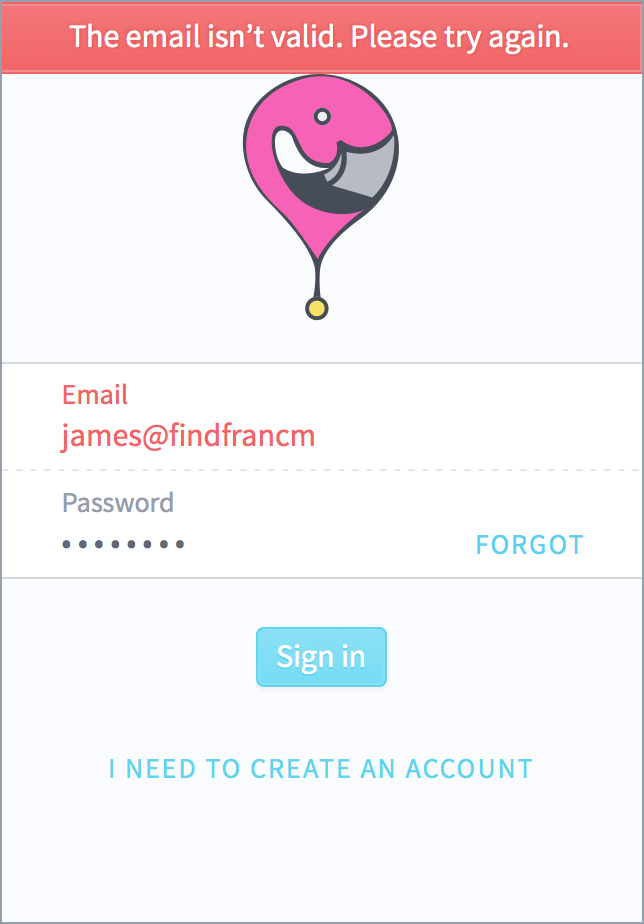 The email isn’t valid. Please try again.
Email
james@findfrancm
Password
••••••••
FORGOT
Sign in
I NEED TO CREATE AN ACCOUNT